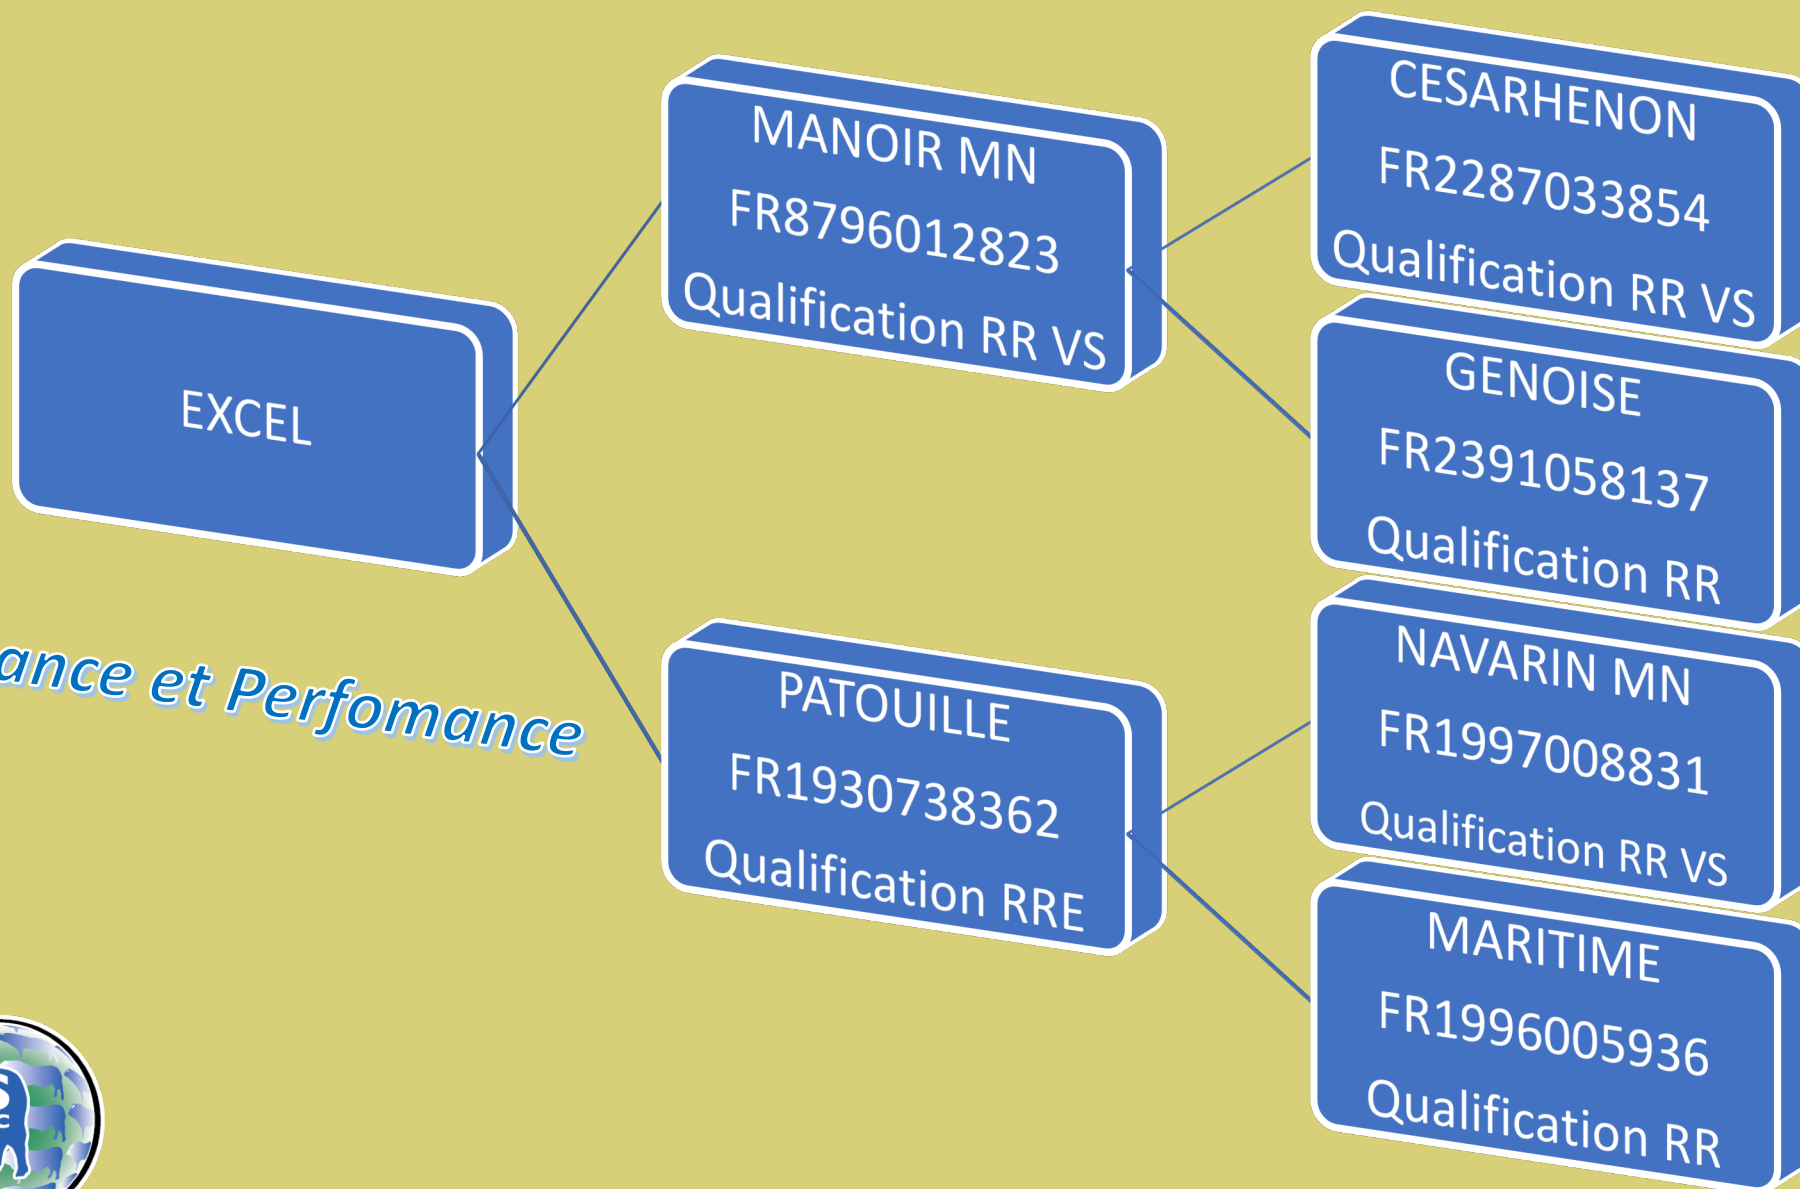 EXCEL
MANOIR MN
FR8796012823
Qualification RR VS
PATOUILLE
FR1930738362
Qualification RRE
CESARHENON
FR2287033854
Qualification RR VS
GENOISE
FR2391058137
Qualification RR
NAVARIN MN
FR1997008831
Qualification RR VS
MARITIME
FR1996005936
Qualification RR
ance et Perfomance